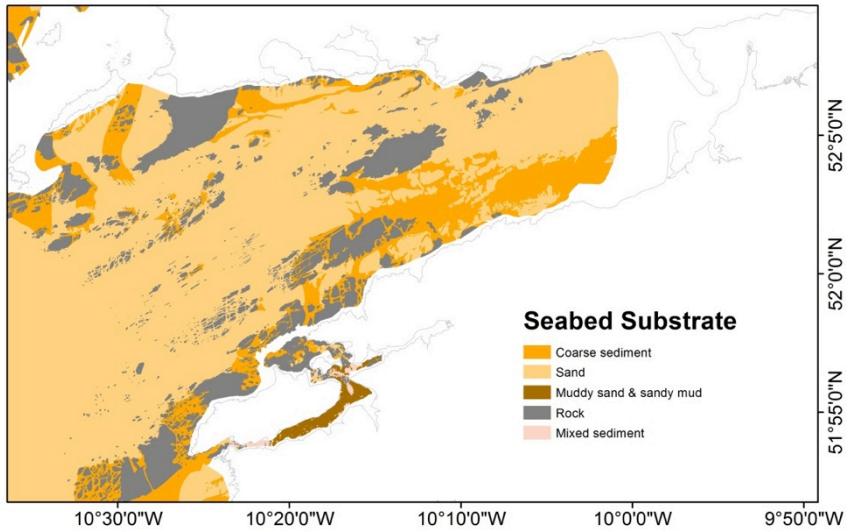 52°5'0"N
52°0'0"N
Seabed Substrate
Coarse sediment
Sand
Muddy sand & sandy mud
Rock
Mixed sediment
51°55'0"N
10°30'0"W
10°20'0"W
10°10'0"W
10°0'0"W
9°50'0"W